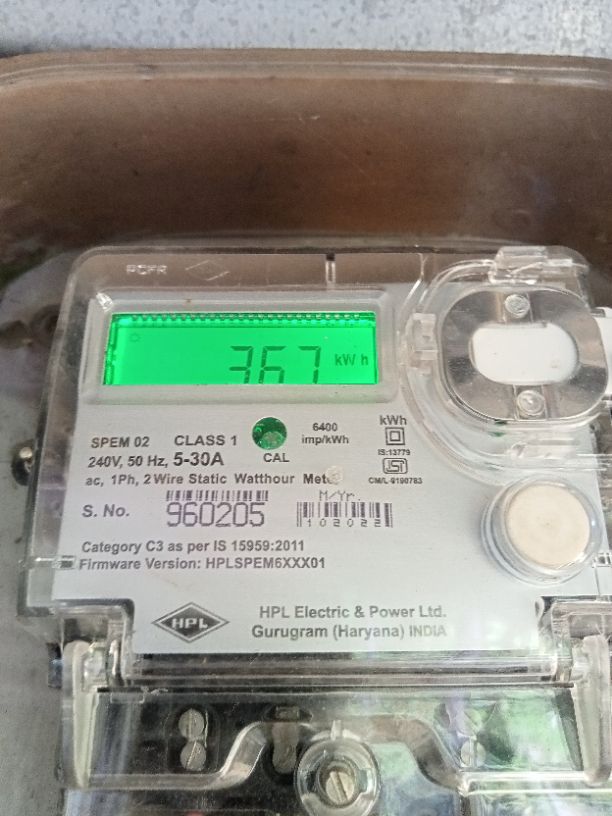 367 kWh
SPEM 02 CLASS 1
240V, 50 Hz, 5-30A
CAL
6400
imp/kWh
kWh
IS:13779
CM/L-9190783
ac, 1Ph, 2 Wire Static Watthour Meter
M/Yr.
S. No. 960205
102022
Category C3 as per IS 15959:2011
Firmware Version: HPLSPEM6XXX01
HPL
HPL Electric & Power Ltd.
Gurugram (Haryana) INDIA